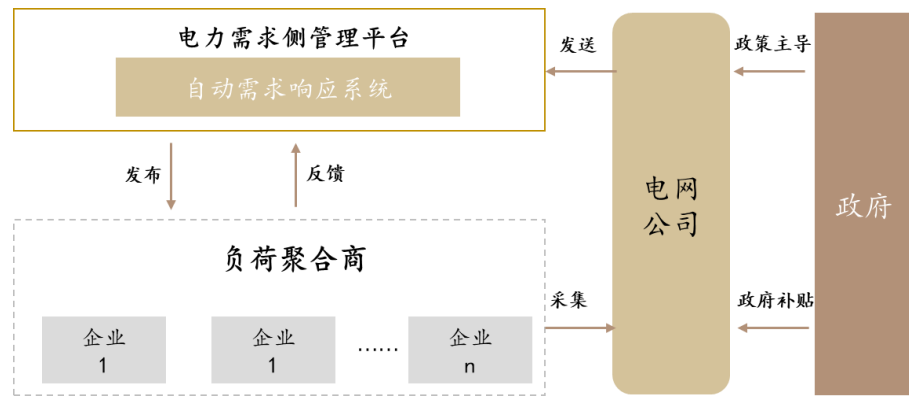 电力需求侧管理平台
自动需求响应系统
发送
政策主导
发布
反馈
电网
公司
政府
负荷聚合商
采集
政府补贴
企业
1
企业
1
……
企业
n